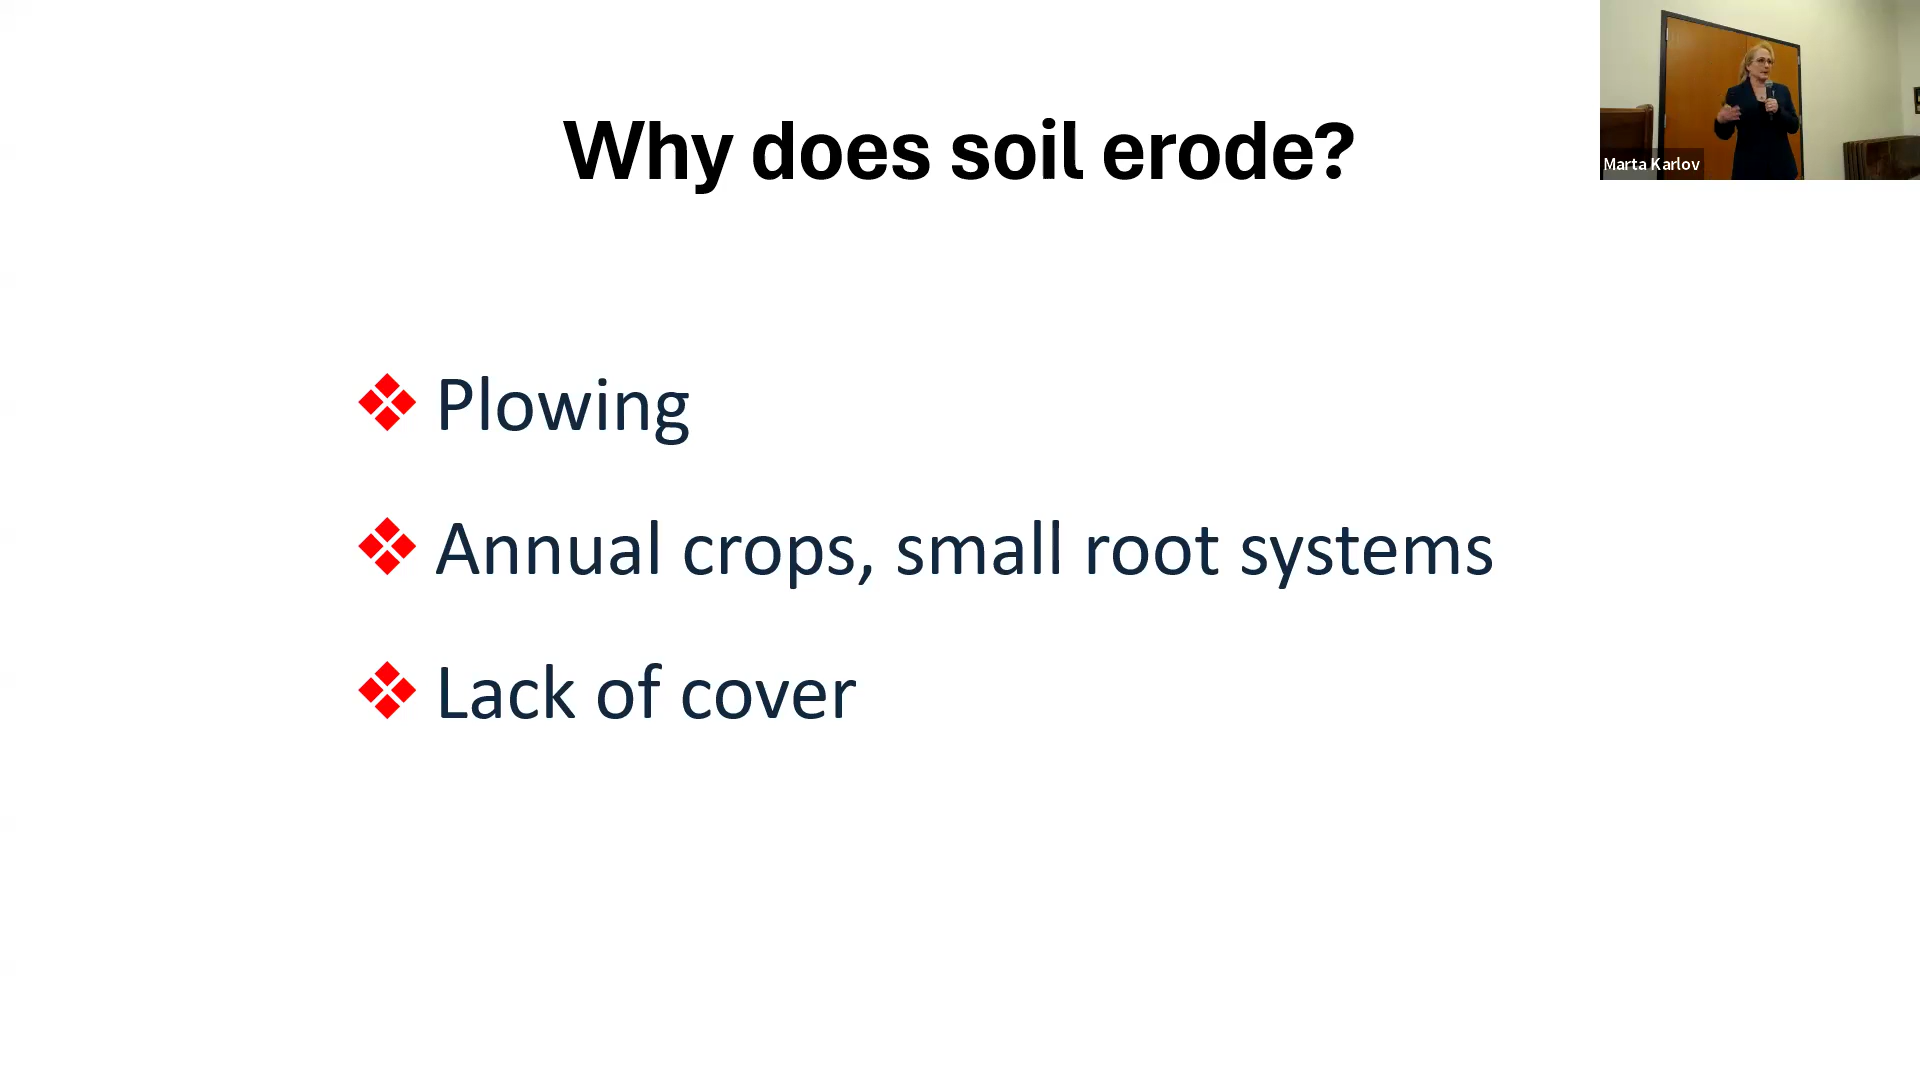 Why does soil erode?
Marta Karlov
Plowing
Annual crops, small root systems
Lack of cover